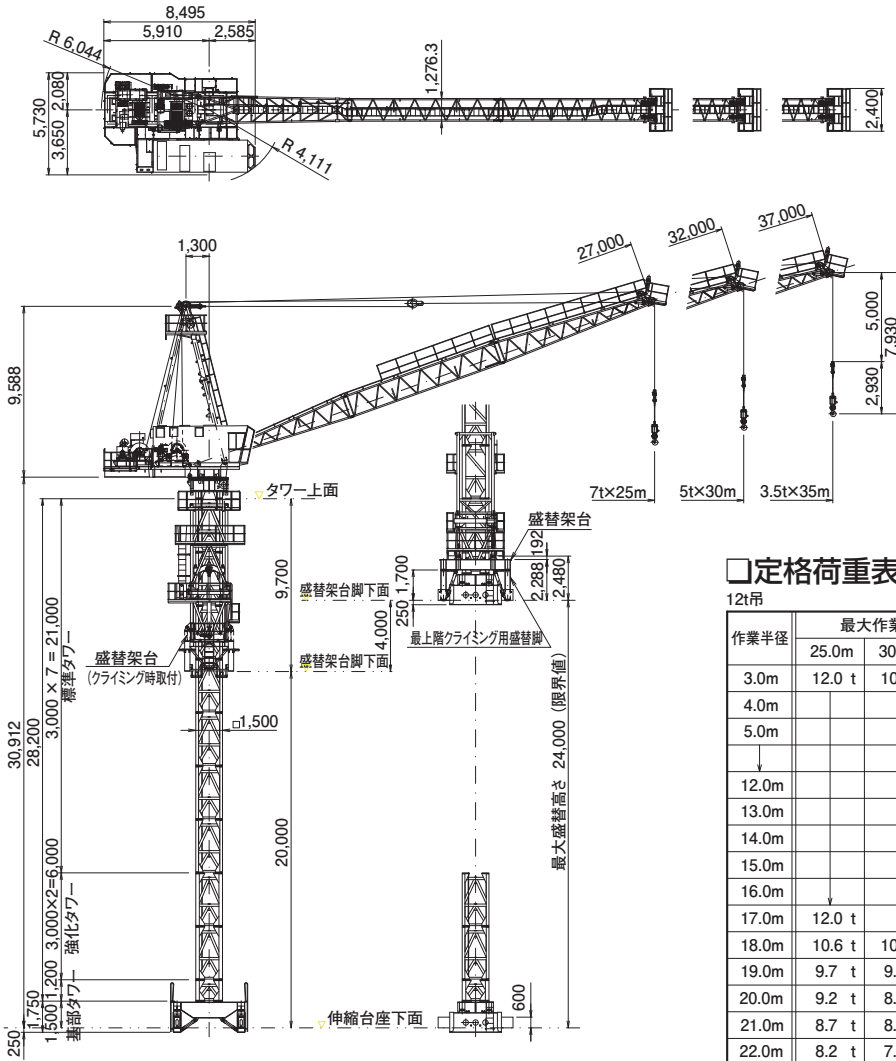 8,495
5,910
2,585
R 6,044
5,730
2,080
3,650
R 4,111
1,276.3
2,400
1,300
27,000
32,000
37,000
5,000
7,930
2,930
9,588
7t×25m
5t×30m
3.5t×35m
タワー上面
盛替架台
192
2,288
2,480
1,700
250
9,700
盛替架台脚下面
4,000
最上階クライミング用盛替脚
盛替架台脚下面
盛替架台
(クライミング時取付)
3,000 × 7 = 21,000
標準タワー
□1,500
30,912
28,200
最大盛替高さ 24,000 (限界値)
20,000
3,000×2=6,000
強化タワー
1,200
基部タワー
1,500
1,750
250
600
伸縮台座下面
□定格荷重表
12t吊
作業半径 最大作業
25.0m 30
3.0m 12.0 t 10
4.0m
5.0m
12.0m
13.0m
14.0m
15.0m
16.0m
17.0m 12.0 t
18.0m 10.6 t 10
19.0m 9.7 t 9.
20.0m 9.2 t 8.
21.0m 8.7 t 8.
22.0m 8.2 t 7.